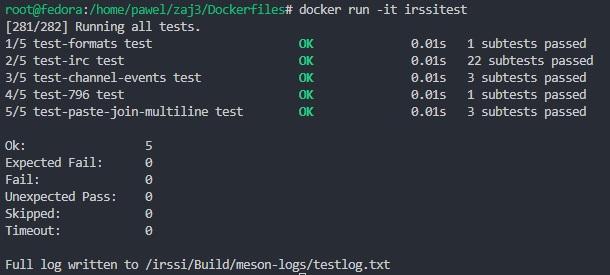 root@fedora:/home/pawel/zaj3/Dockerfiles# docker run -it irssitest
[281/282] Running all tests.
1/5 test-formats test                    OK              0.01s   1 subtests passed
2/5 test-irc test                        OK              0.01s   22 subtests passed
3/5 test-channel-events test             OK              0.01s   3 subtests passed
4/5 test-796 test                        OK              0.01s   1 subtests passed
5/5 test-paste-join-multiline test       OK              0.01s   3 subtests passed

Ok:                 5
Expected Fail:      0
Fail:               0
Unexpected Pass:    0
Skipped:            0
Timeout:            0

Full log written to /irssi/Build/meson-logs/testlog.txt